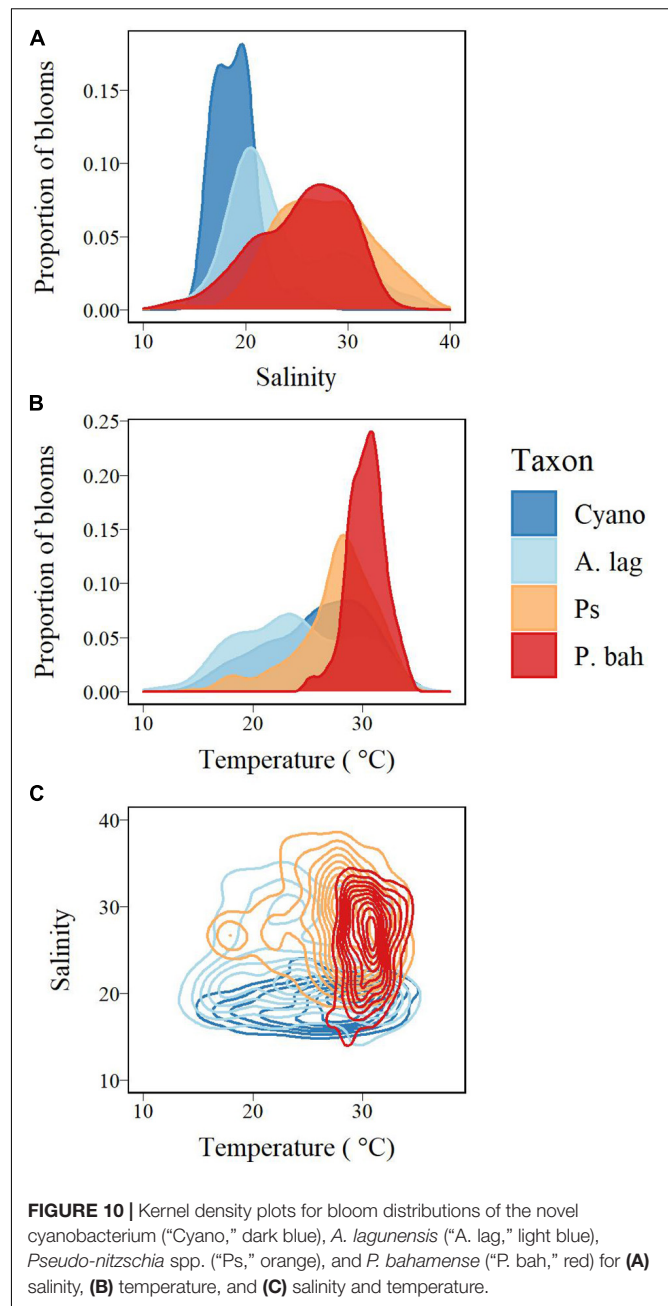 A
Proportion of blooms
0.15
0.10
0.05
0.00
10 20 30 40
Salinity
B
Proportion of blooms
0.25
0.20
0.15
0.10
0.05
0.00
10 20 30
Temperature ( °C)
Taxon
Cyano
A. lag
Ps
P. bah
C
Salinity
40
30
20
10
10 20 30
Temperature ( °C)
FIGURE 10 | Kernel density plots for bloom distributions of the novel
cyanobacterium (“Cyano,” dark blue), A. lagunensis (“A. lag,” light blue),
Pseudo-nitzschia spp. (“Ps,” orange), and P. bahamense (“P. bah,” red) for (A)
salinity, (B) temperature, and (C) salinity and temperature.